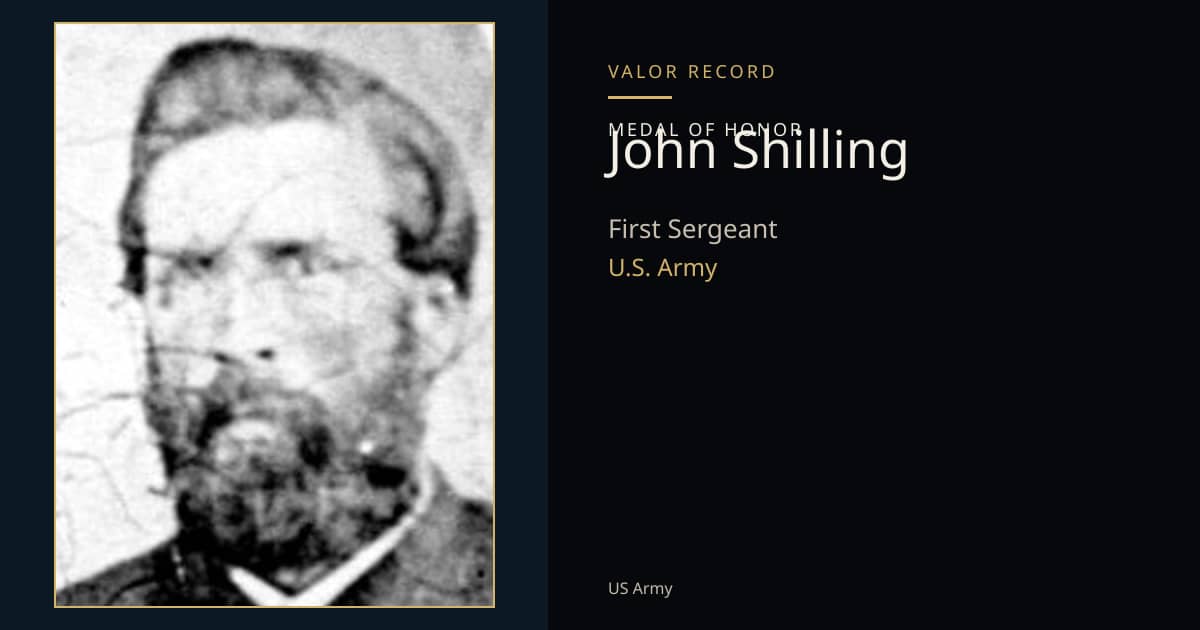 VALOR RECORD
MEDAL OF HONOR
John Shilling
First Sergeant
U.S. Army
US Army